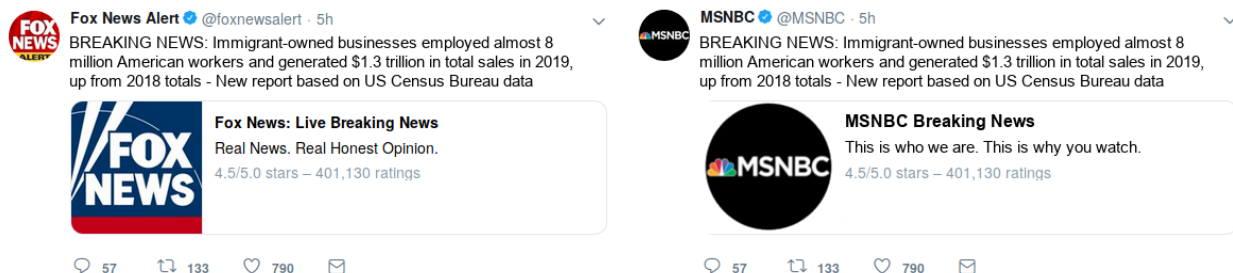 Fox News Alert @foxnewsalert · 5h
BREAKING NEWS: Immigrant-owned businesses employed almost 8
million American workers and generated $1.3 trillion in total sales in 2019,
up from 2018 totals - New report based on US Census Bureau data
FOX
NEWS
ALERT
FOX
NEWS
Fox News: Live Breaking News
Real News. Real Honest Opinion.
4.5/5.0 stars – 401,130 ratings
57 133 790
MSNBC @MSNBC · 5h
BREAKING NEWS: Immigrant-owned businesses employed almost 8
million American workers and generated $1.3 trillion in total sales in 2019,
up from 2018 totals - New report based on US Census Bureau data
MSNBC
MSNBC
MSNBC Breaking News
This is who we are. This is why you watch.
4.5/5.0 stars – 401,130 ratings
57 133 790